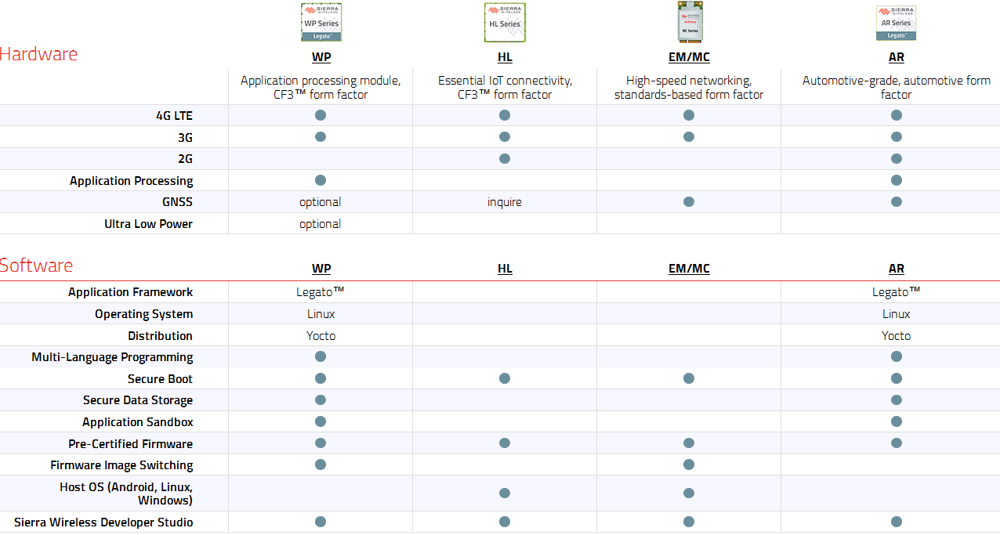 SIERRA
WIRELESS
WP Series
Legato™
SIERRA
WIRELESS
HL Series
SIERRA
WIRELESS
AirPrime
MC Series
SIERRA
WIRELESS
AR Series
Legato™
Hardware
WP HL EM/MC AR
Application processing module, Essential IoT connectivity, High-speed networking, Automotive-grade, automotive form
CF3™ form factor CF3™ form factor standards-based form factor factor
4G LTE ● ● ● ●
3G ● ● ● ●
2G ● ●
Application Processing ● ●
GNSS optional inquire ● ●
Ultra Low Power optional
Software
WP HL EM/MC AR
Application Framework Legato™ Legato™
Operating System Linux Linux
Distribution Yocto Yocto
Multi-Language Programming ● ●
Secure Boot ● ● ● ●
Secure Data Storage ● ●
Application Sandbox ● ●
Pre-Certified Firmware ● ● ● ●
Firmware Image Switching ● ●
Host OS (Android, Linux,
Windows) ● ●
Sierra Wireless Developer Studio ● ● ● ●